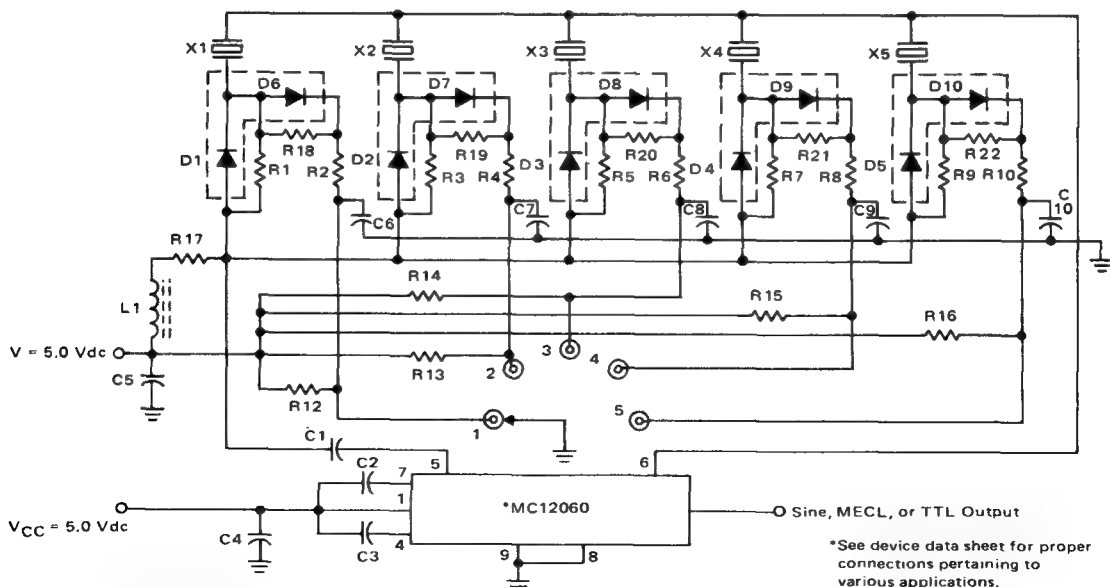 X1 X2 X3 X4 X5
D6 D7 D8 D9 D10
R18 R19 R20 R21 R22
D1 R1 R2 D2 R3 R4 D3 R5 R6 D4 R7 R8 D5 R9 R10
C6 C7 C8 C9 C 10
R17
R14
L1 R15
R16
V = 5.0 Vdc
3 4
R13 2
C5
R12 5
1
C1
5 6
C2 7
1 *MC12060
VCC = 5.0 Vdc Sine, MECL, or TTL Output
C4 C3 4
9 8
*See device data sheet for proper
connections pertaining to
various applications.